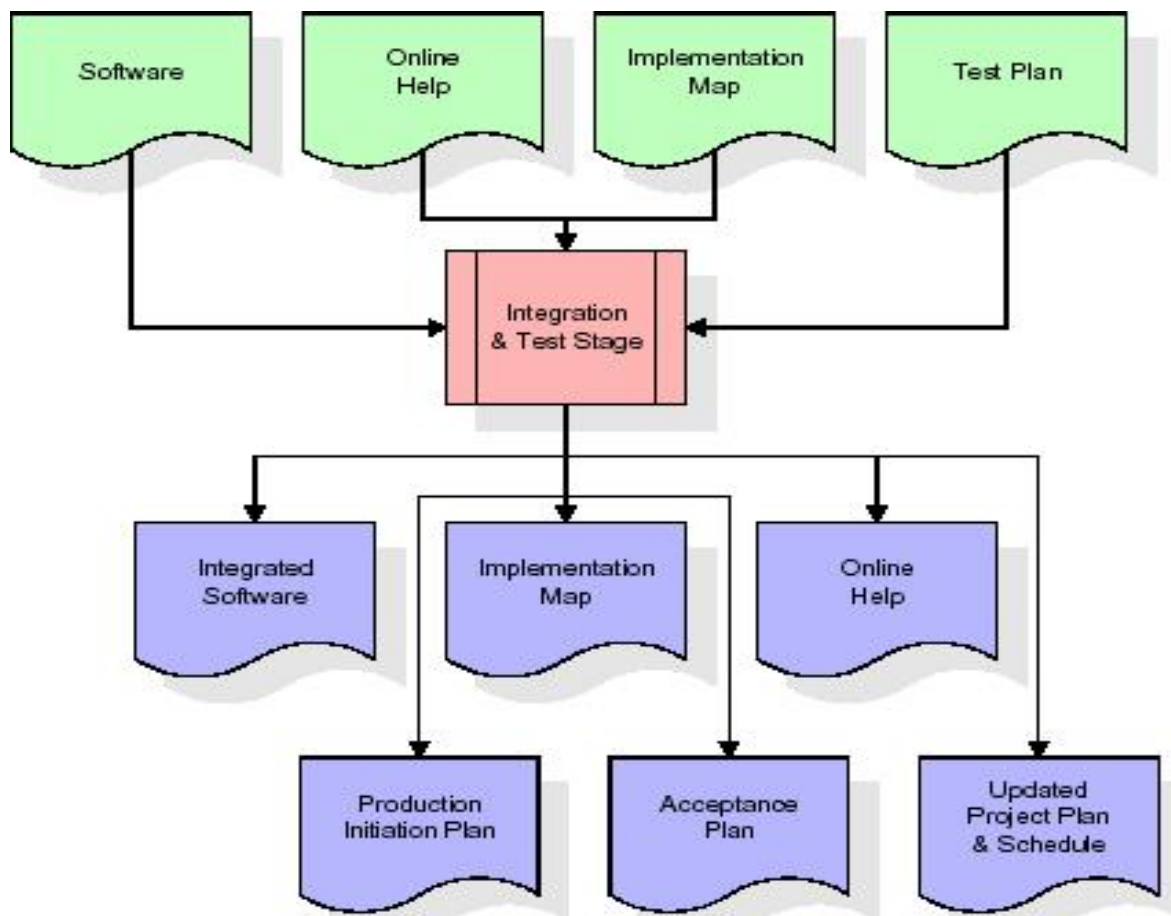 Software
Online
Help
Implementation
Map
Test Plan
Integration
& Test Stage
Integrated
Software
Implementation
Map
Online
Help
Production
Initiation Plan
Acceptance
Plan
Updated
Project Plan
& Schedule